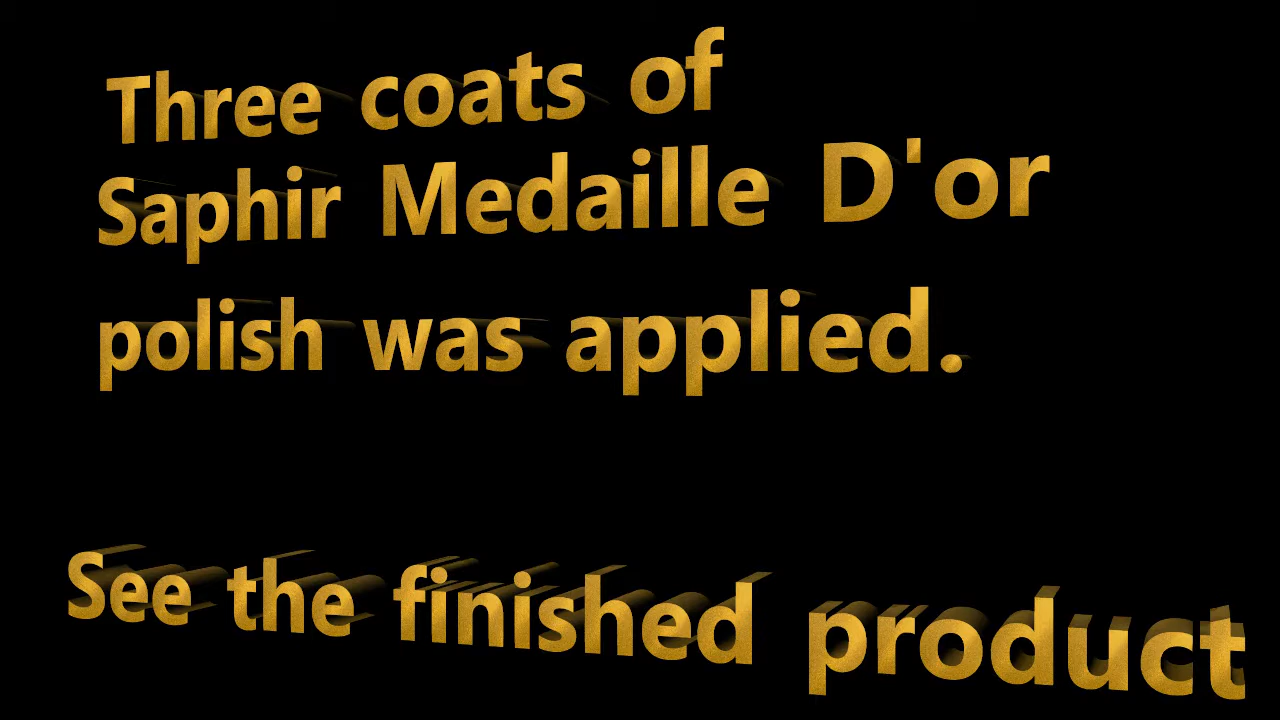 Three coats of
Saphir Medaille D'or
polish was applied.
See the finished product